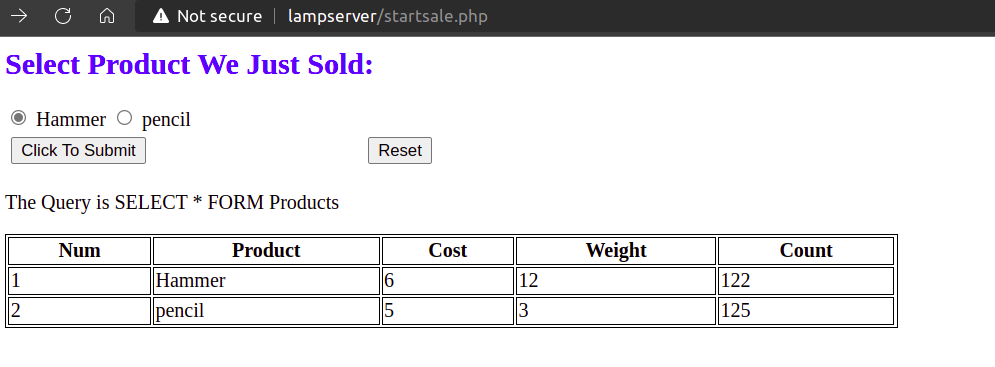 Not secure lampserver/startsale.php
Select Product We Just Sold:
Hammer pencil
Click To Submit Reset
The Query is SELECT * FORM Products
Num Product Cost Weight Count
1 Hammer 6 12 122
2 pencil 5 3 125